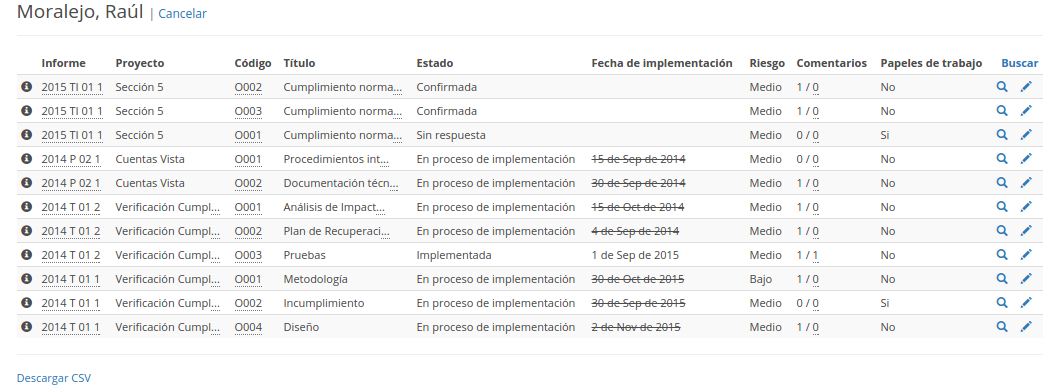 Moralejo, Raúl | Cancelar
Informe Proyecto Código Título Estado Fecha de implementación Riesgo Comentarios Papeles de trabajo Buscar
2015 TI 01 1 Sección 5 O002 Cumplimiento norma... Confirmada Medio 1 / 0 No
2015 TI 01 1 Sección 5 O003 Cumplimiento norma... Confirmada Medio 1 / 0 No
2015 TI 01 1 Sección 5 O001 Cumplimiento norma... Sin respuesta Medio 0 / 0 Si
2014 P 02 1 Cuentas Vista O001 Procedimientos int... En proceso de implementación 15 de Sep de 2014 Medio 0 / 0 No
2014 P 02 1 Cuentas Vista O002 Documentación técn... En proceso de implementación 30 de Sep de 2014 Medio 1 / 0 No
2014 T 01 2 Verificación Cumpl... O001 Análisis de Impact... En proceso de implementación 15 de Oct de 2014 Medio 1 / 0 No
2014 T 01 2 Verificación Cumpl... O002 Plan de Recuperaci... En proceso de implementación 4 de Sep de 2014 Medio 1 / 0 No
2014 T 01 2 Verificación Cumpl... O003 Pruebas Implementada 1 de Sep de 2015 Medio 1 / 1 No
2014 T 01 1 Verificación Cumpl... O001 Metodología En proceso de implementación 30 de Oct de 2015 Bajo 1 / 0 No
2014 T 01 1 Verificación Cumpl... O002 Incumplimiento En proceso de implementación 30 de Sep de 2015 Medio 0 / 0 Si
2014 T 01 1 Verificación Cumpl... O004 Diseño En proceso de implementación 2 de Nov de 2015 Medio 1 / 0 No
Descargar CSV